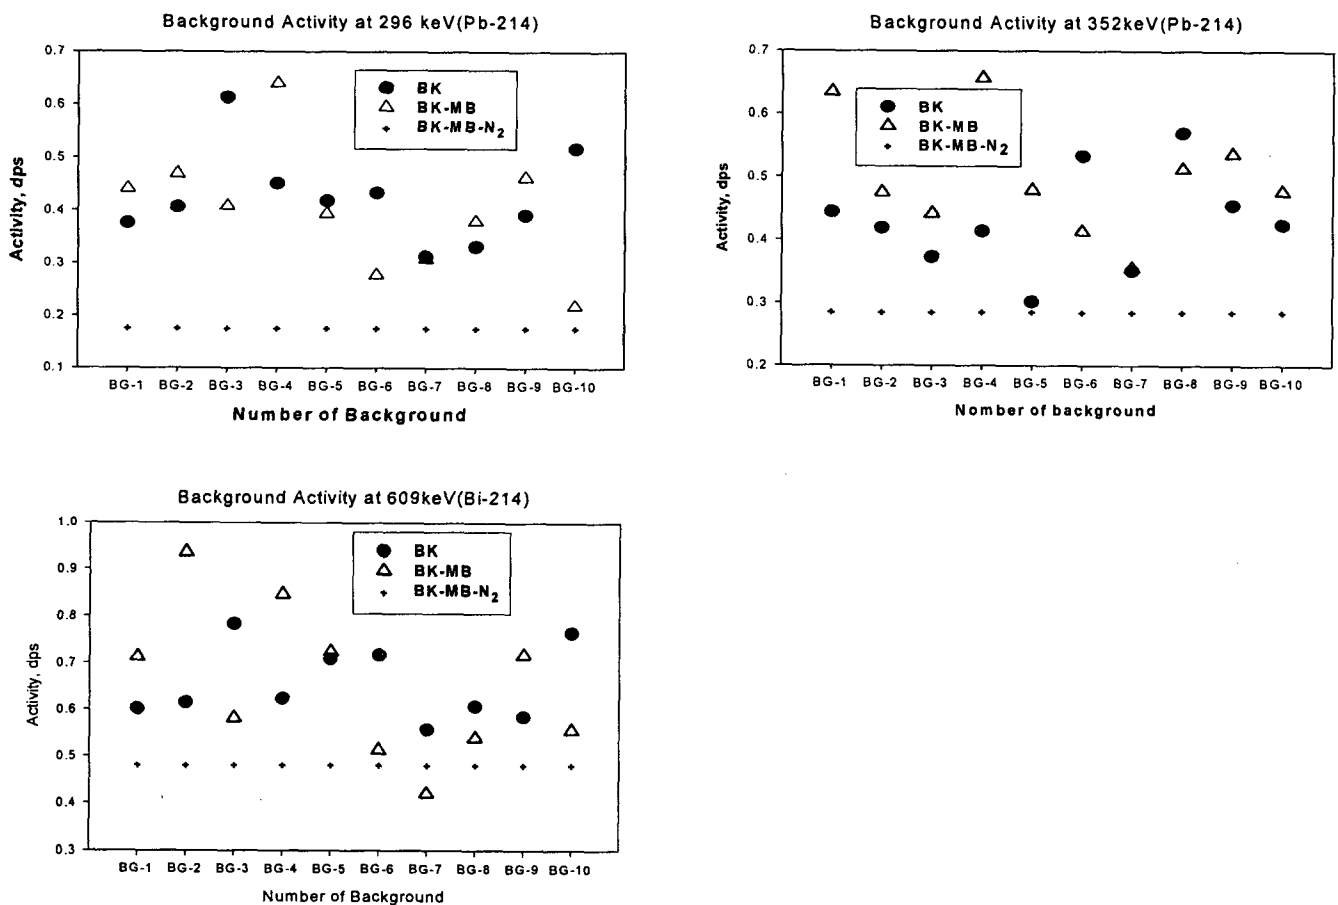 Background Activity at 296 keV(Pb-214)
Activity, dps
0.7
0.6
0.5
0.4
0.3
0.2
0.1
BK
BK-MB
BK-MB-N2
BG-1 BG-2 BG-3 BG-4 BG-5 BG-6 BG-7 BG-8 BG-9 BG-10
Number of Background
Background Activity at 352keV(Pb-214)
Activity, dps
0.7
0.6
0.5
0.4
0.3
0.2
BK
BK-MB
BK-MB-N2
BG-1 BG-2 BG-3 BG-4 BG-5 BG-6 BG-7 BG-8 BG-9 BG-10
Nomber of background
Background Activity at 609keV(Bi-214)
Activity, dps
1.0
0.9
0.8
0.7
0.6
0.5
0.4
0.3
BK
BK-MB
BK-MB-N2
BG-1 BG-2 BG-3 BG-4 BG-5 BG-6 BG-7 BG-8 BG-9 BG-10
Number of Background